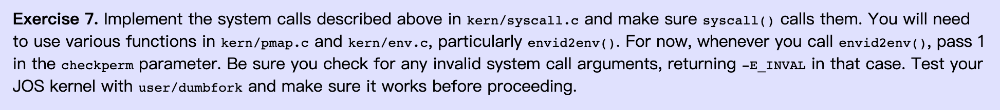 Exercise 7. Implement the system calls described above in kern/syscall.c and make sure syscall() calls them. You will need
to use various functions in kern/pmap.c and kern/env.c, particularly envid2env(). For now, whenever you call envid2env(), pass 1
in the checkperm parameter. Be sure you check for any invalid system call arguments, returning -E_INVAL in that case. Test your
JOS kernel with user/dumbfork and make sure it works before proceeding.